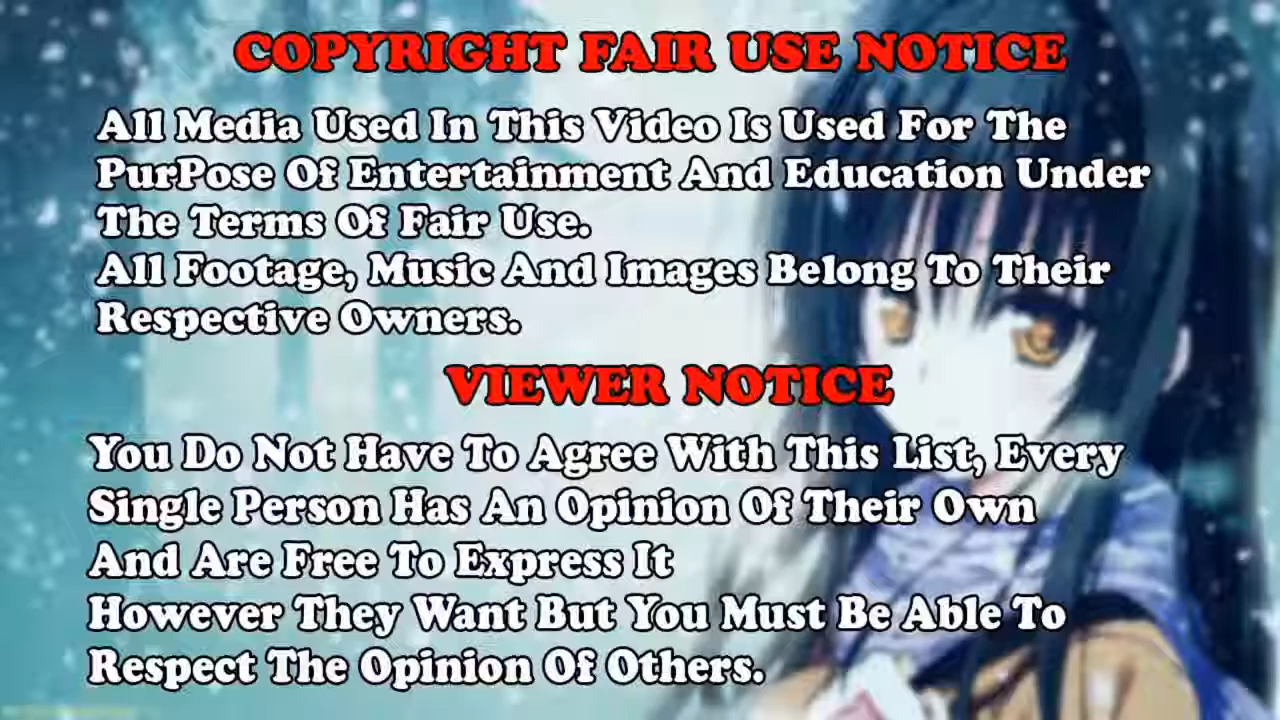 COPYRIGHT FAIR USE NOTICE
All Media Used In This Video Is Used For The
PurPose Of Entertainment And Education Under
The Terms Of Fair Use.
All Footage, Music And Images Belong To Their
Respective Owners.
VIEWER NOTICE
You Do Not Have To Agree With This List, Every
Single Person Has An Opinion Of Their Own
And Are Free To Express It
However They Want But You Must Be Able To
Respect The Opinion Of Others.